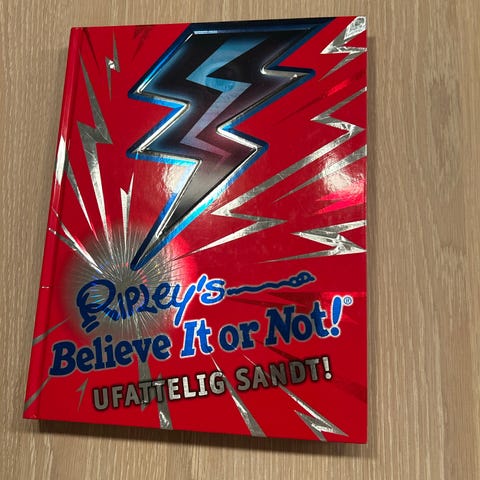 Ripley's
Believe It or Not!®
UFATTELIG SANDT!